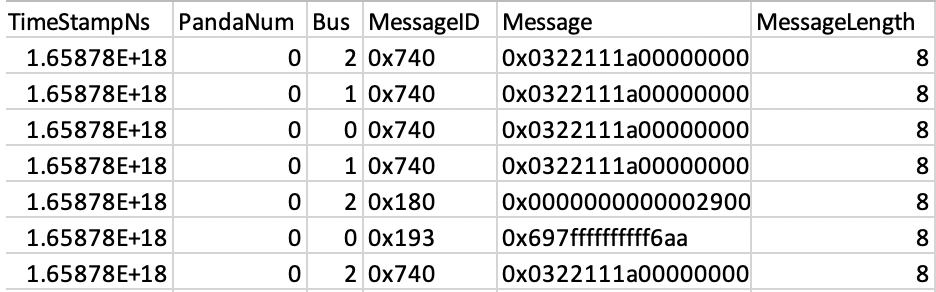 TimeStampNs PandaNum Bus MessageID Message MessageLength
1.65878E+18 0 2 0x740 0x0322111a00000000 8
1.65878E+18 0 1 0x740 0x0322111a00000000 8
1.65878E+18 0 0 0x740 0x0322111a00000000 8
1.65878E+18 0 1 0x740 0x0322111a00000000 8
1.65878E+18 0 2 0x180 0x0000000000002900 8
1.65878E+18 0 0 0x193 0x697ffffffffff6aa 8
1.65878E+18 0 2 0x740 0x0322111a00000000 8